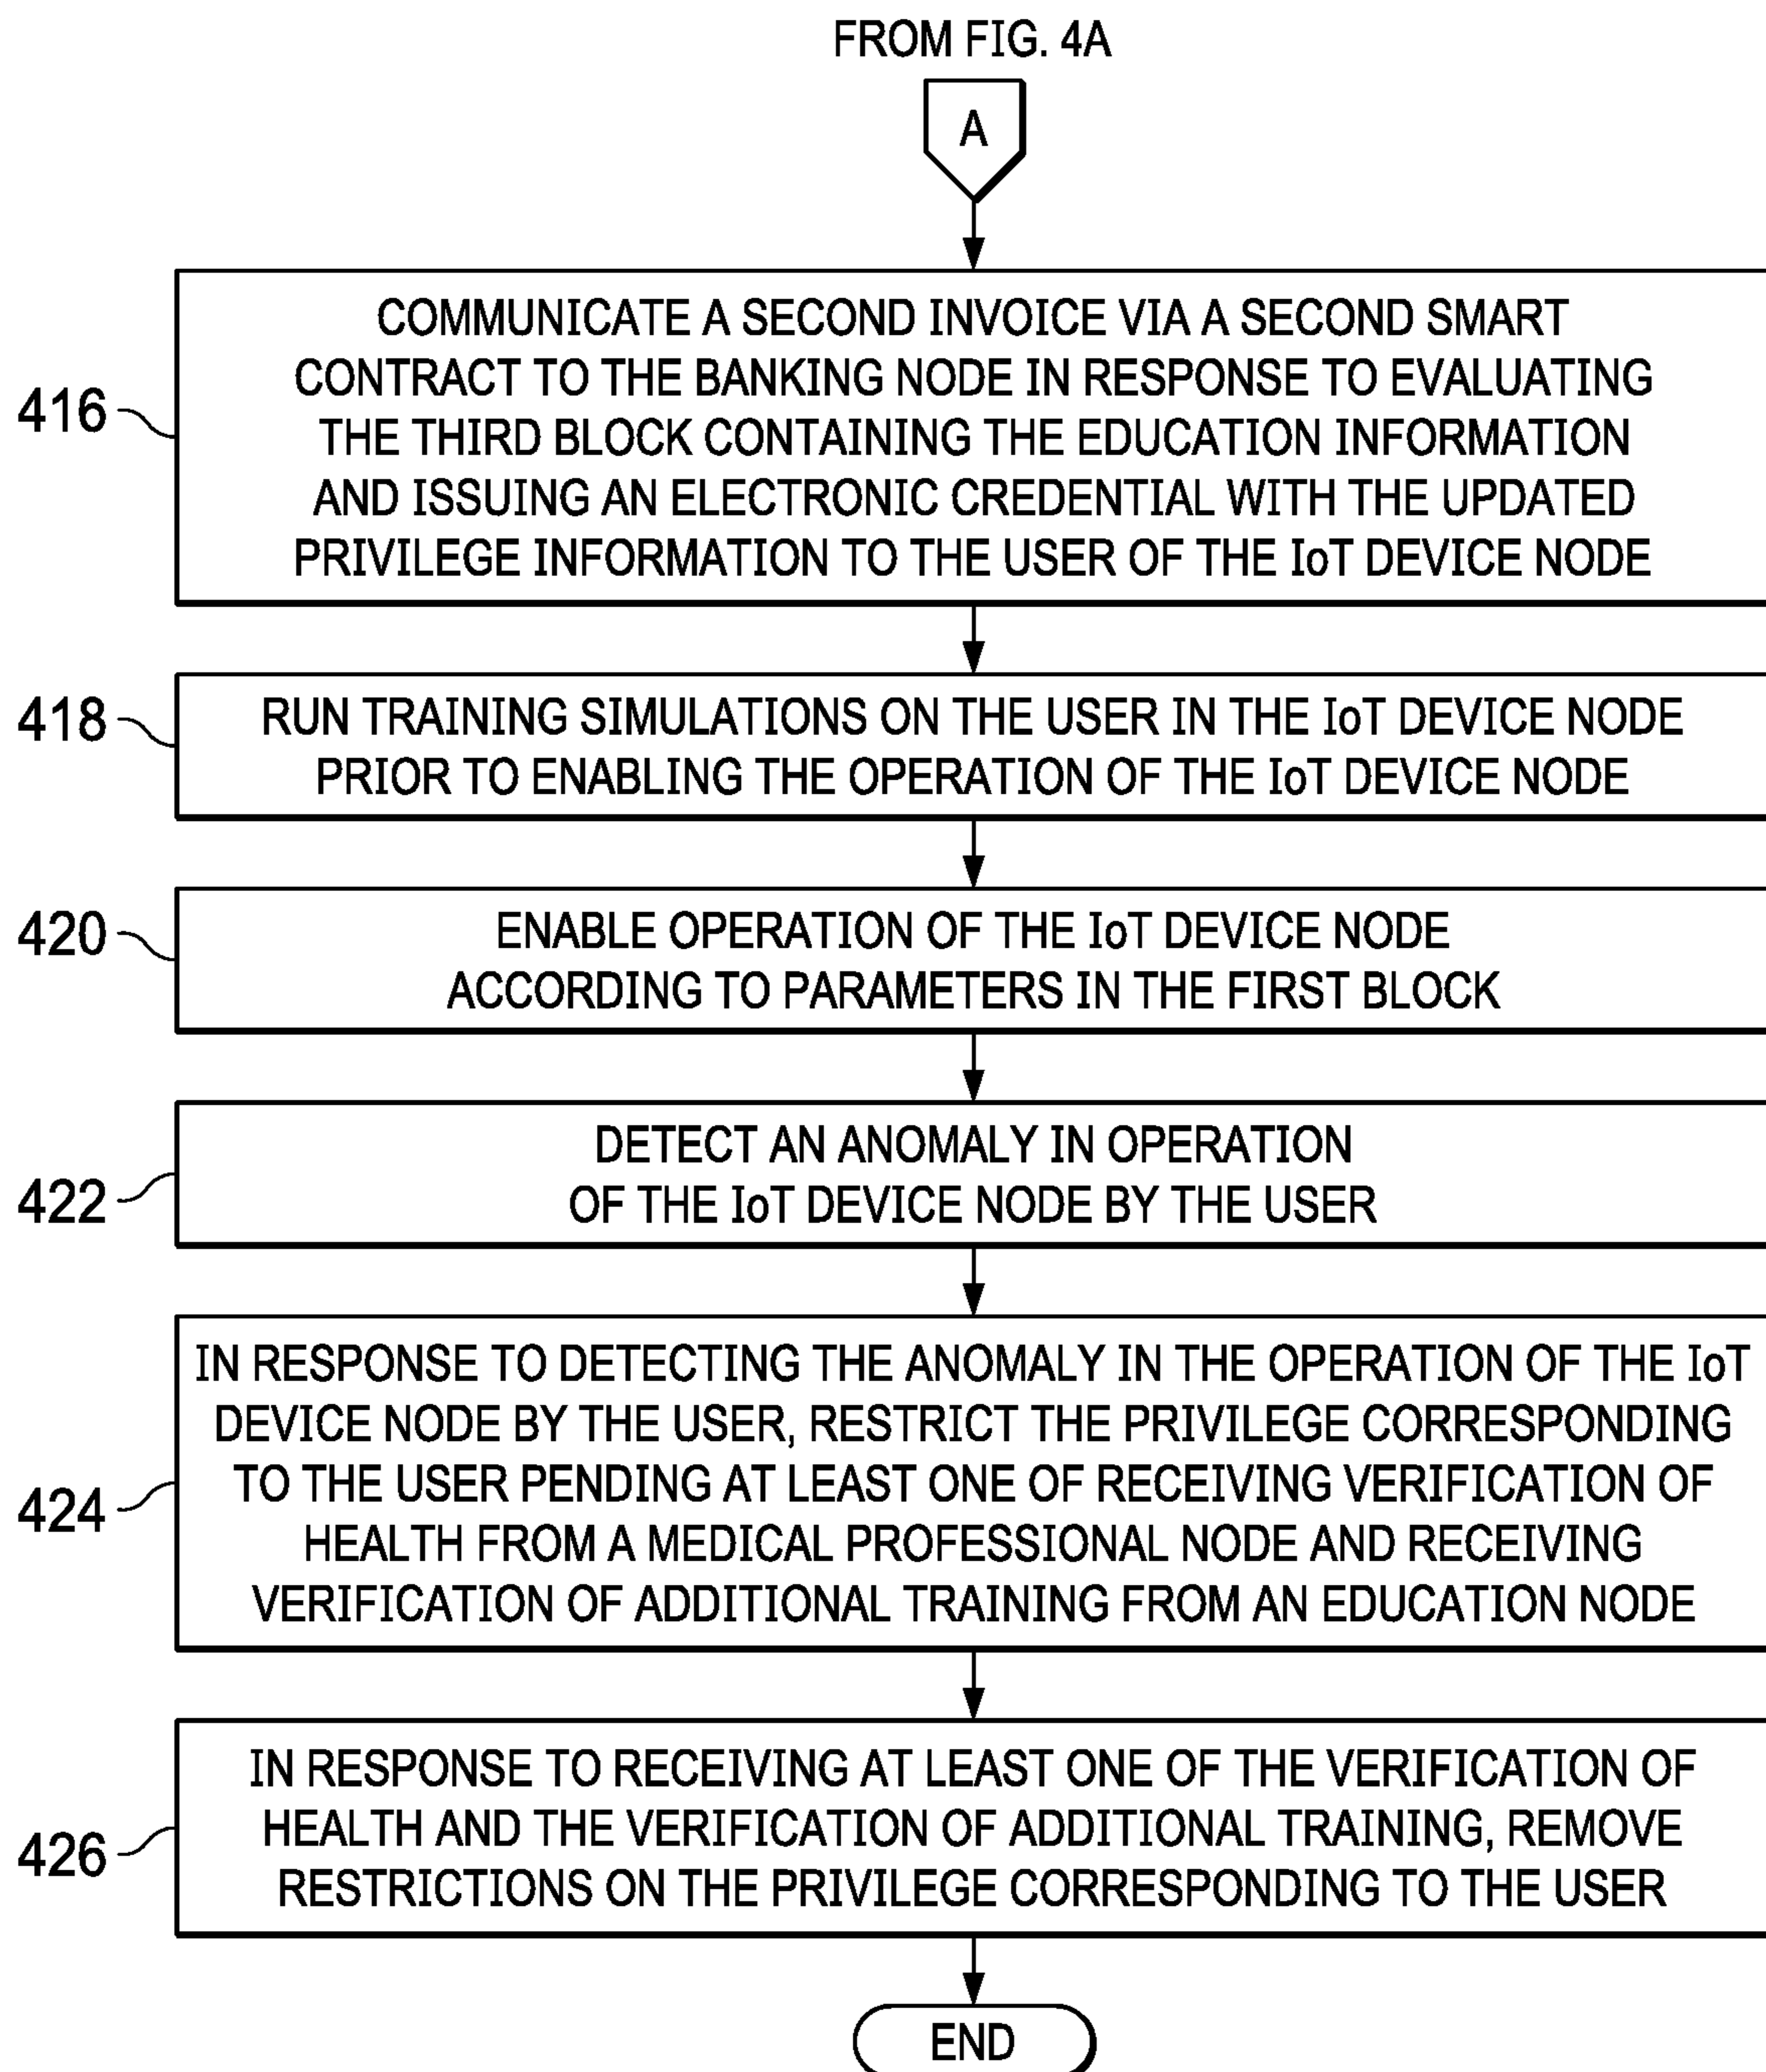 FROM FIG. 4A
A
416
COMMUNICATE A SECOND INVOICE VIA A SECOND SMART
CONTRACT TO THE BANKING NODE IN RESPONSE TO EVALUATING
THE THIRD BLOCK CONTAINING THE EDUCATION INFORMATION
AND ISSUING AN ELECTRONIC CREDENTIAL WITH THE UPDATED
PRIVILEGE INFORMATION TO THE USER OF THE IoT DEVICE NODE
418
RUN TRAINING SIMULATIONS ON THE USER IN THE IoT DEVICE NODE
PRIOR TO ENABLING THE OPERATION OF THE IoT DEVICE NODE
420
ENABLE OPERATION OF THE IoT DEVICE NODE
ACCORDING TO PARAMETERS IN THE FIRST BLOCK
422
DETECT AN ANOMALY IN OPERATION
OF THE IoT DEVICE NODE BY THE USER
424
IN RESPONSE TO DETECTING THE ANOMALY IN THE OPERATION OF THE IoT
DEVICE NODE BY THE USER, RESTRICT THE PRIVILEGE CORRESPONDING
TO THE USER PENDING AT LEAST ONE OF RECEIVING VERIFICATION OF
HEALTH FROM A MEDICAL PROFESSIONAL NODE AND RECEIVING
VERIFICATION OF ADDITIONAL TRAINING FROM AN EDUCATION NODE
426
IN RESPONSE TO RECEIVING AT LEAST ONE OF THE VERIFICATION OF
HEALTH AND THE VERIFICATION OF ADDITIONAL TRAINING, REMOVE
RESTRICTIONS ON THE PRIVILEGE CORRESPONDING TO THE USER
END